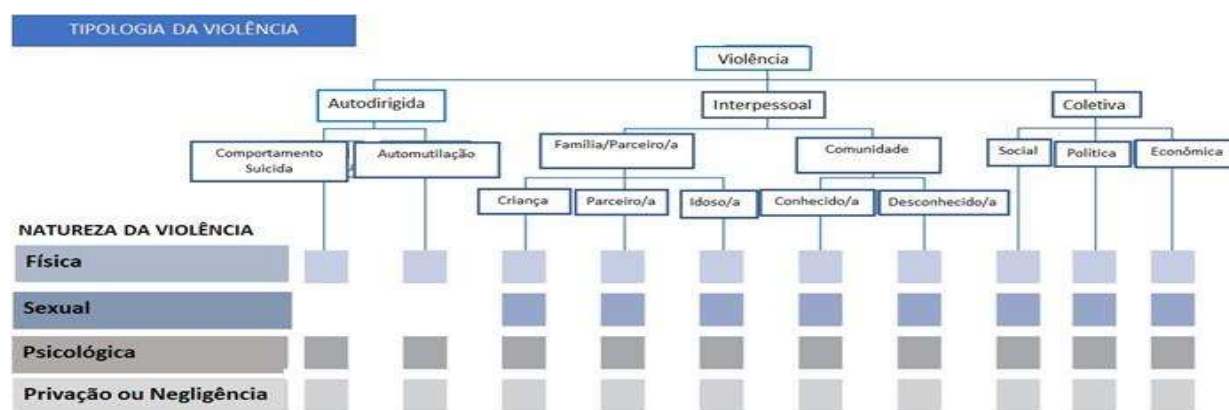 TIPOLOGIA DA VIOLÊNCIA
Violência
Autodirigida
Interpessoal
Coletiva
Comportamento
Suicida
Automutilação
Família/Parceiro/a
Comunidade
Social
Política
Econômica
Criança
Parceiro/a
Idoso/a
Conhecido/a
Desconhecido/a
NATUREZA DA VIOLÊNCIA
Física
Sexual
Psicológica
Privação ou Negligência